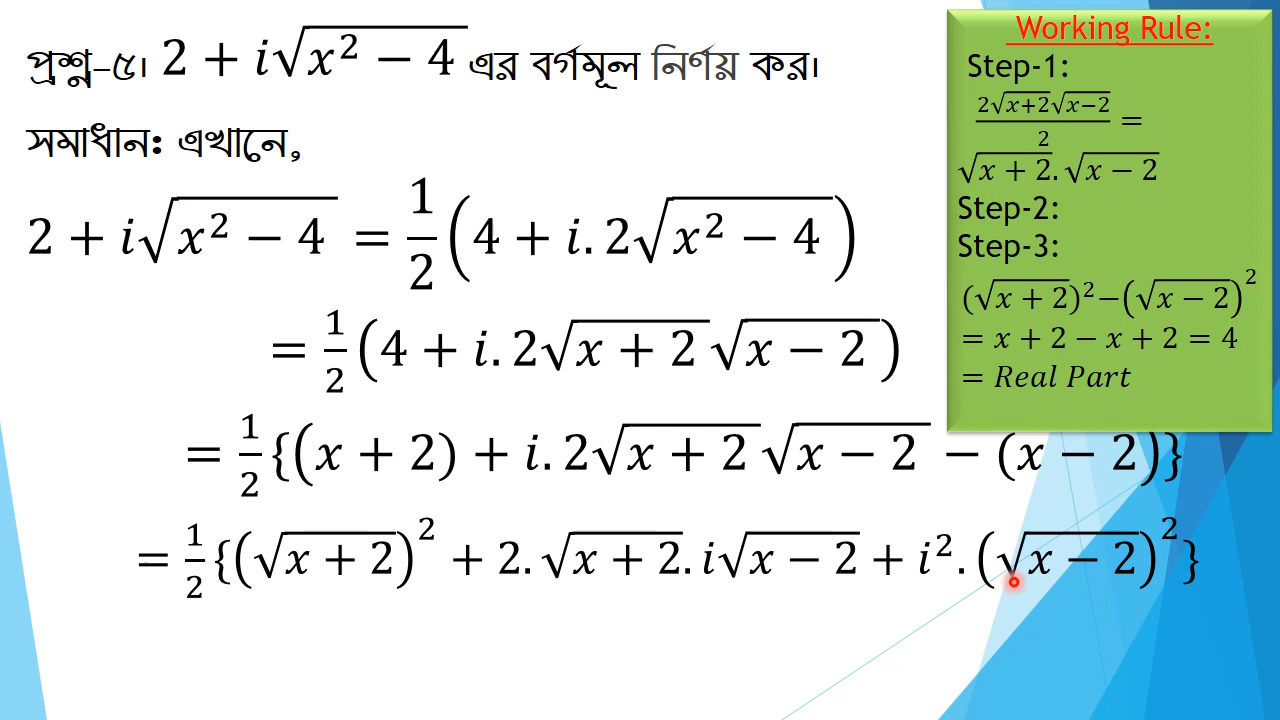 প্রশ্ন–৫। 2 + i√(x² − 4) এর বর্গমূল নির্ণয় কর।
সমাধান: এখানে,
2 + i√(x² − 4) = 1/2 (4 + i. 2√(x² − 4))
= 1/2 (4 + i. 2√(x + 2) √(x − 2))
= 1/2 {((x + 2) + i. 2√(x + 2) √(x − 2) − (x − 2))}
= 1/2 {(√(x + 2))² + 2. √(x + 2). i√(x − 2) + i². (√(x − 2))²}
Working Rule:
Step-1:
2√(x+2)√(x−2)/2 =
√(x + 2). √(x − 2)
Step-2:
Step-3:
(√(x + 2))²−(√(x − 2))²
= x + 2 − x + 2 = 4
= Real Part